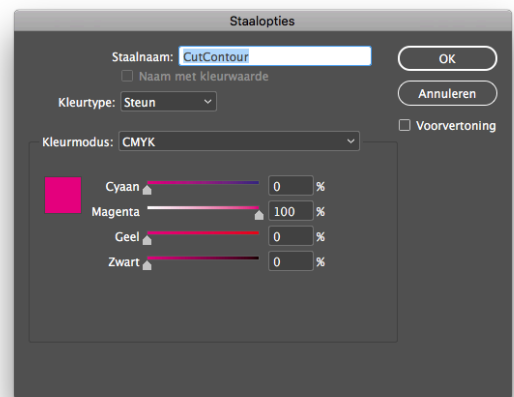 Staalopties
Staalnaam: CutContour
Naam met kleurwaarde
Kleurtype: Steun
OK
Annuleren
Voorvertoning
Kleurmodus: CMYK
Cyaan 0 %
Magenta 100 %
Geel 0 %
Zwart 0 %